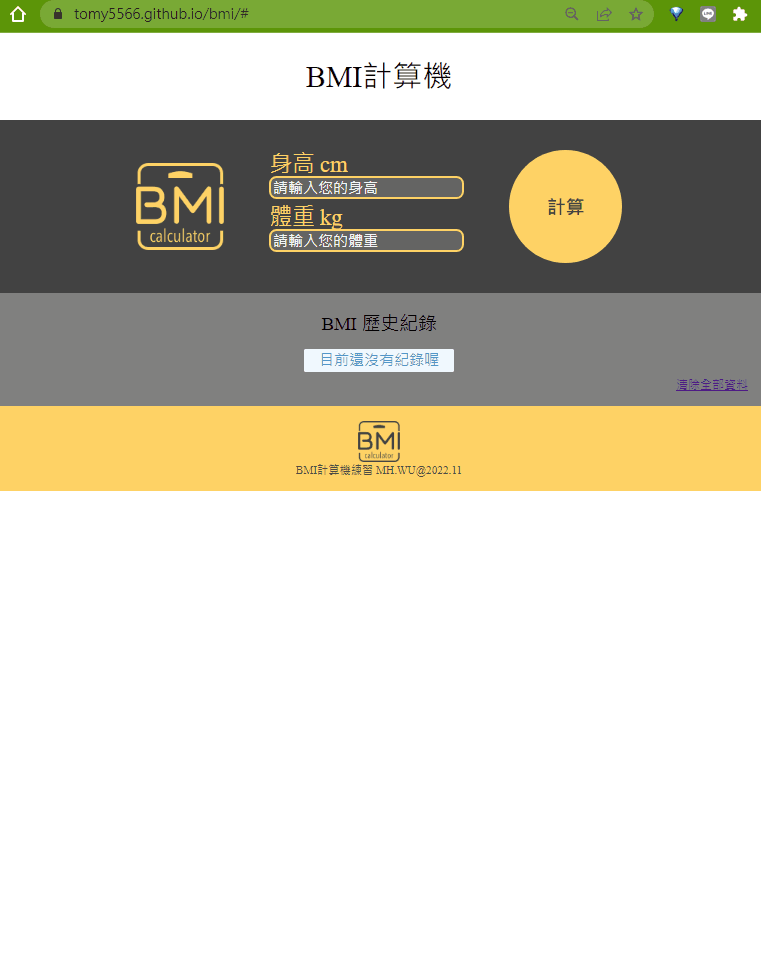 tomy5566.github.io/bmi/#
BMI計算機
BMI
calculator
身高 cm
請輸入您的身高
體重 kg
請輸入您的體重
計算
BMI 歷史紀錄
目前還沒有紀錄喔
清除全部資料
BMI
calculator
BMI計算機練習 MH.WU@2022.11